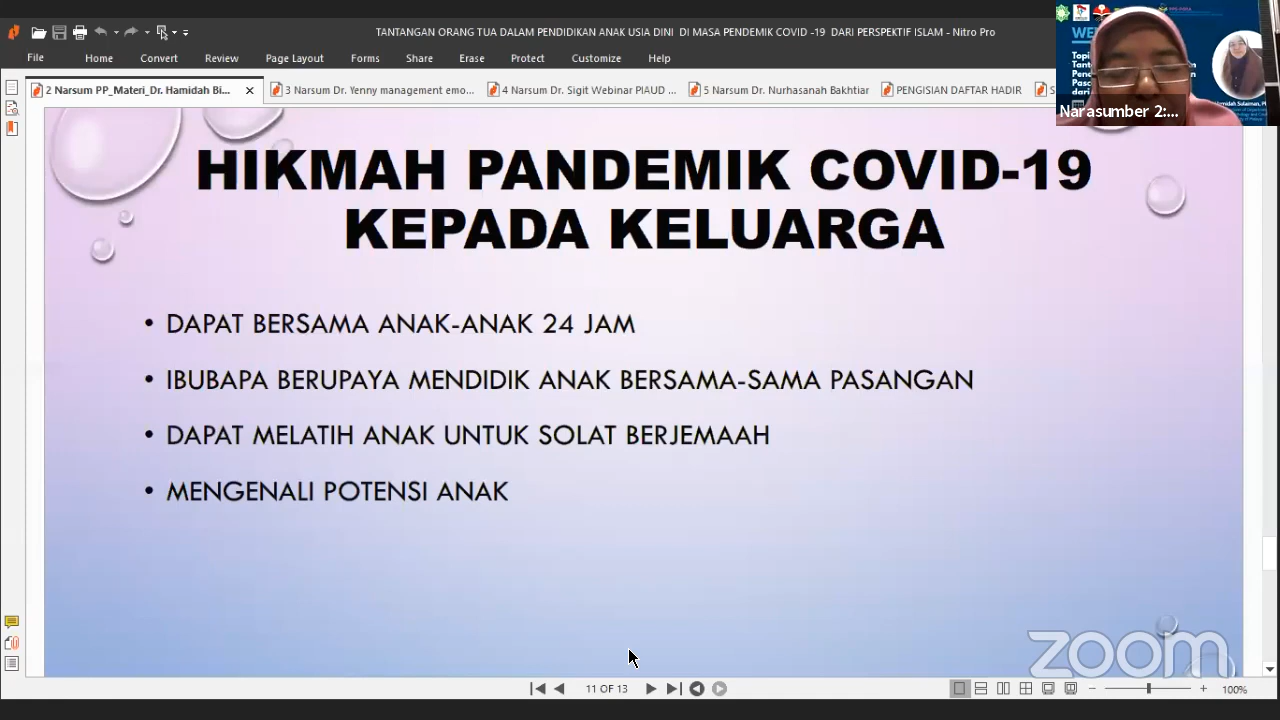 TANTANGAN ORANG TUA DALAM PENDIDIKAN ANAK USIA DINI DI MASA PENDEMIK COVID -19 DARI PERSPEKTIF ISLAM - Nitro Pro
File Home Convert Review Page Layout Forms Share Erase Protect Customize Help
2 Narsum PP_Materi_Dr. Hamidah Bi... 3 Narsum Dr. Yenny management emo... 4 Narsum Dr. Sigit Webinar PIAUD ... 5 Narsum Dr. Nurhasanah Bakhtiar PENGISIAN DAFTAR HADIR
Narasumber 2:...
HIKMAH PANDEMIK COVID-19
KEPADA KELUARGA
• DAPAT BERSAMA ANAK-ANAK 24 JAM
• IBUBAPA BERUPAYA MENDIDIK ANAK BERSAMA-SAMA PASANGAN
• DAPAT MELATIH ANAK UNTUK SOLAT BERJEMAAH
• MENGENALI POTENSI ANAK
zoom
11 OF 13
100%